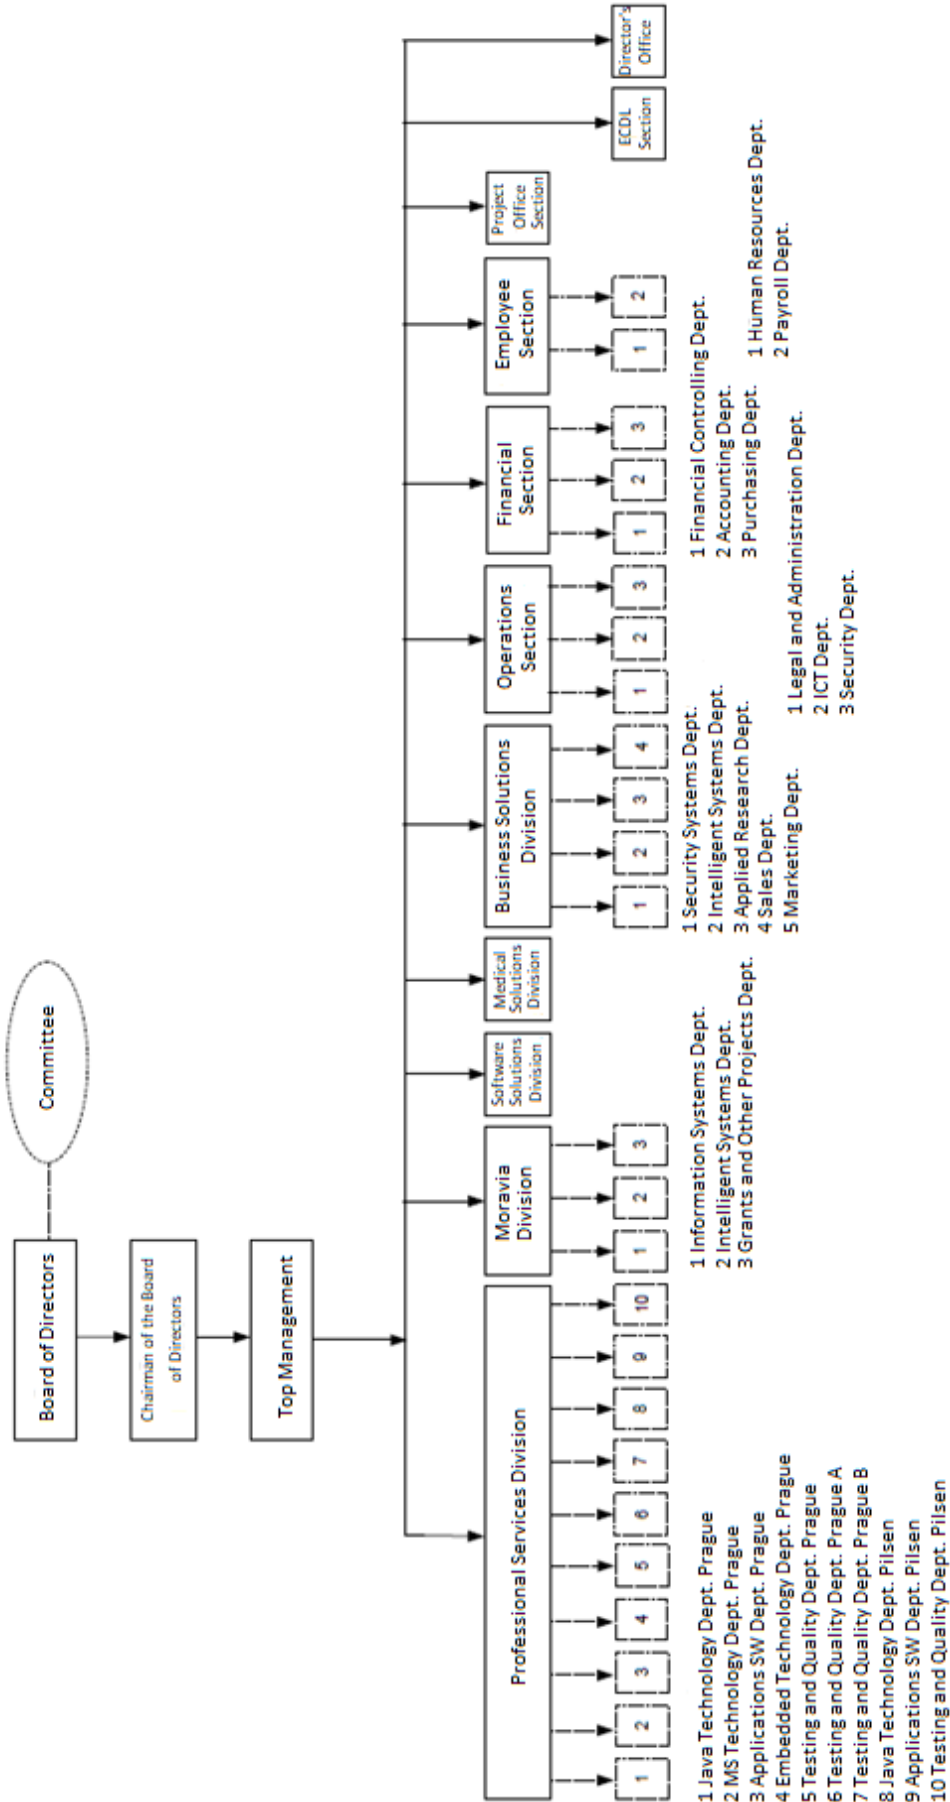 Board of Directors
Committee
Chairman of the Board
of Directors
Top Management
Professional Services Division
Moravia
Division
Software
Solutions
Division
Medical
Solutions
Division
Business Solutions
Division
Operations
Section
Financial
Section
Employee
Section
Project
Office
Section
ECDL
Section
Director's
Office
1
2
3
4
5
6
7
8
9
10
1
2
3
1
2
3
4
1
2
3
1
2
3
1
2
1 Java Technology Dept. Prague
2 MS Technology Dept. Prague
3 Applications SW Dept. Prague
4 Embedded Technology Dept. Prague
5 Testing and Quality Dept. Prague
6 Testing and Quality Dept. Prague A
7 Testing and Quality Dept. Prague B
8 Java Technology Dept. Pilsen
9 Applications SW Dept. Pilsen
10 Testing and Quality Dept. Pilsen
1 Information Systems Dept.
2 Intelligent Systems Dept.
3 Grants and Other Projects Dept.
1 Security Systems Dept.
2 Intelligent Systems Dept.
3 Applied Research Dept.
4 Sales Dept.
5 Marketing Dept.
1 Legal and Administration Dept.
2 ICT Dept.
3 Security Dept.
1 Financial Controlling Dept.
2 Accounting Dept.
3 Purchasing Dept.
1 Human Resources Dept.
2 Payroll Dept.